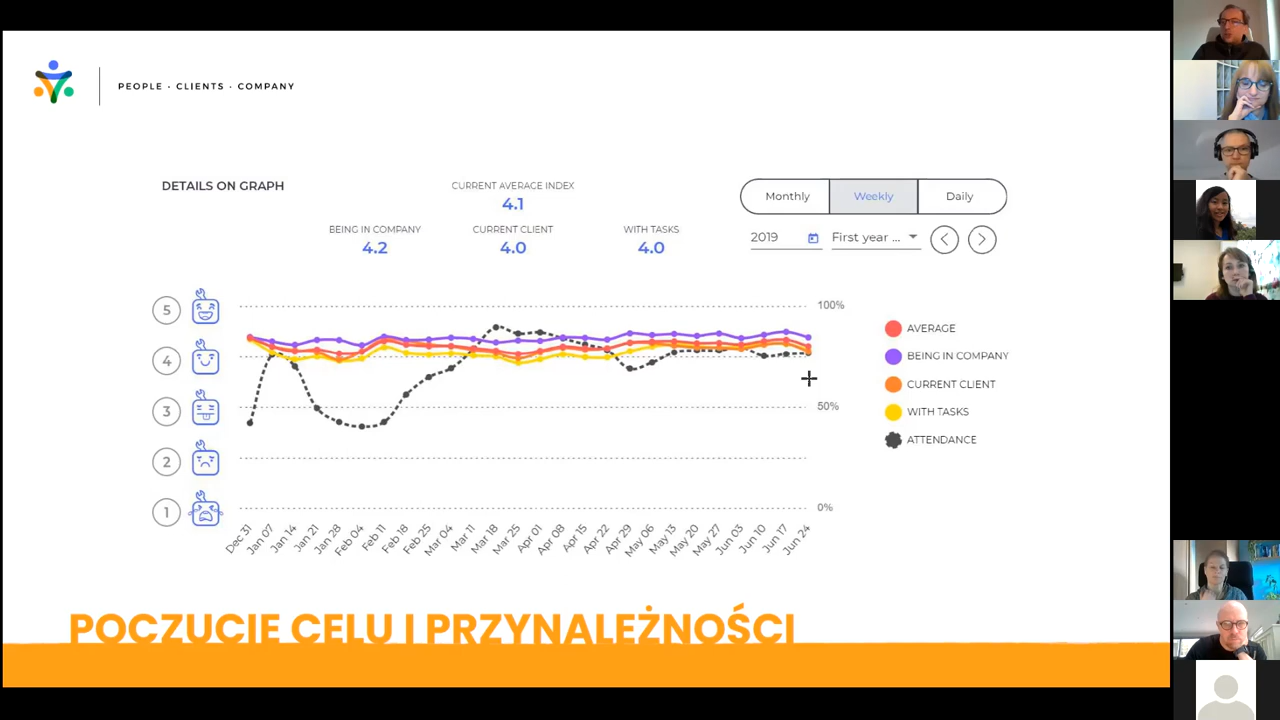 PEOPLE · CLIENTS · COMPANY
DETAILS ON GRAPH
CURRENT AVERAGE INDEX
4.1
BEING IN COMPANY
4.2
CURRENT CLIENT
4.0
WITH TASKS
4.0
Monthly
Weekly
Daily
2019
First year ...
5
4
3
2
1
100%
50%
0%
AVERAGE
BEING IN COMPANY
CURRENT CLIENT
WITH TASKS
ATTENDANCE
Dec 31
Jan 07
Jan 14
Jan 21
Jan 28
Feb 04
Feb 11
Feb 18
Feb 25
Mar 04
Mar 11
Mar 18
Mar 25
Apr 01
Apr 08
Apr 15
Apr 22
Apr 29
May 06
May 13
May 20
May 27
Jun 03
Jun 10
Jun 17
Jun 24
POCZUCIE CELU I PRZYNALEŻNOŚCI